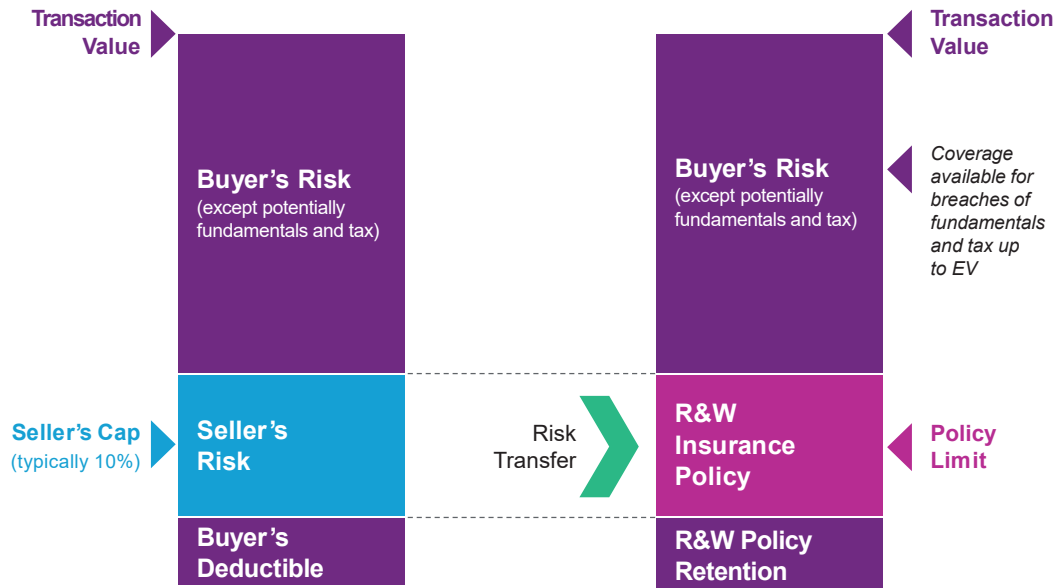 Transaction
Value
Buyer’s Risk
(except potentially
fundamentals and tax)
Seller’s Cap
(typically 10%)
Seller’s
Risk
Buyer’s
Deductible
Risk
Transfer
Transaction
Value
Buyer’s Risk
(except potentially
fundamentals and tax)
Coverage
available for
breaches of
fundamentals
and tax up
to EV
R&W
Insurance
Policy
Policy
Limit
R&W Policy
Retention